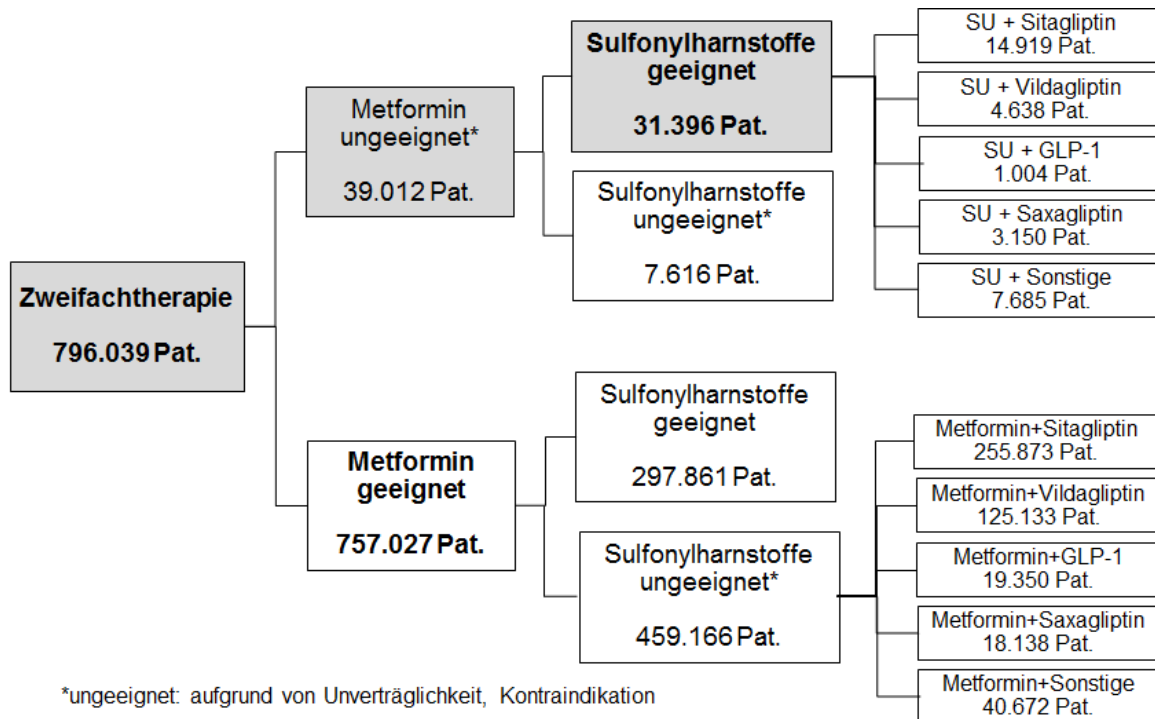 Zweifachtherapie
796.039 Pat.
Metformin
ungeeignet*
39.012 Pat.
Sulfonylharnstoffe
geeignet
31.396 Pat.
SU + Sitagliptin
14.919 Pat.
SU + Vildagliptin
4.638 Pat.
SU + GLP-1
1.004 Pat.
SU + Saxagliptin
3.150 Pat.
SU + Sonstige
7.685 Pat.
Sulfonylharnstoffe
ungeeignet*
7.616 Pat.
Metformin
geeignet
757.027 Pat.
Sulfonylharnstoffe
geeignet
297.861 Pat.
Sulfonylharnstoffe
ungeeignet*
459.166 Pat.
Metformin+Sitagliptin
255.873 Pat.
Metformin+Vildagliptin
125.133 Pat.
Metformin+GLP-1
19.350 Pat.
Metformin+Saxagliptin
18.138 Pat.
Metformin+Sonstige
40.672 Pat.
*ungeeignet: aufgrund von Unverträglichkeit, Kontraindikation